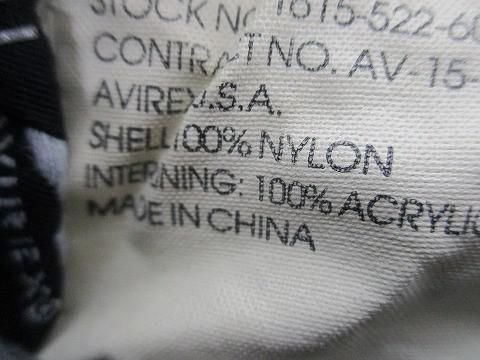 STOCK NO 1615-522-60
CONTRACT NO. AV-15-
AVIREX U.S.A.
SHELL: 100% NYLON
INTERLINING: 100% ACRYLIC
MADE IN CHINA